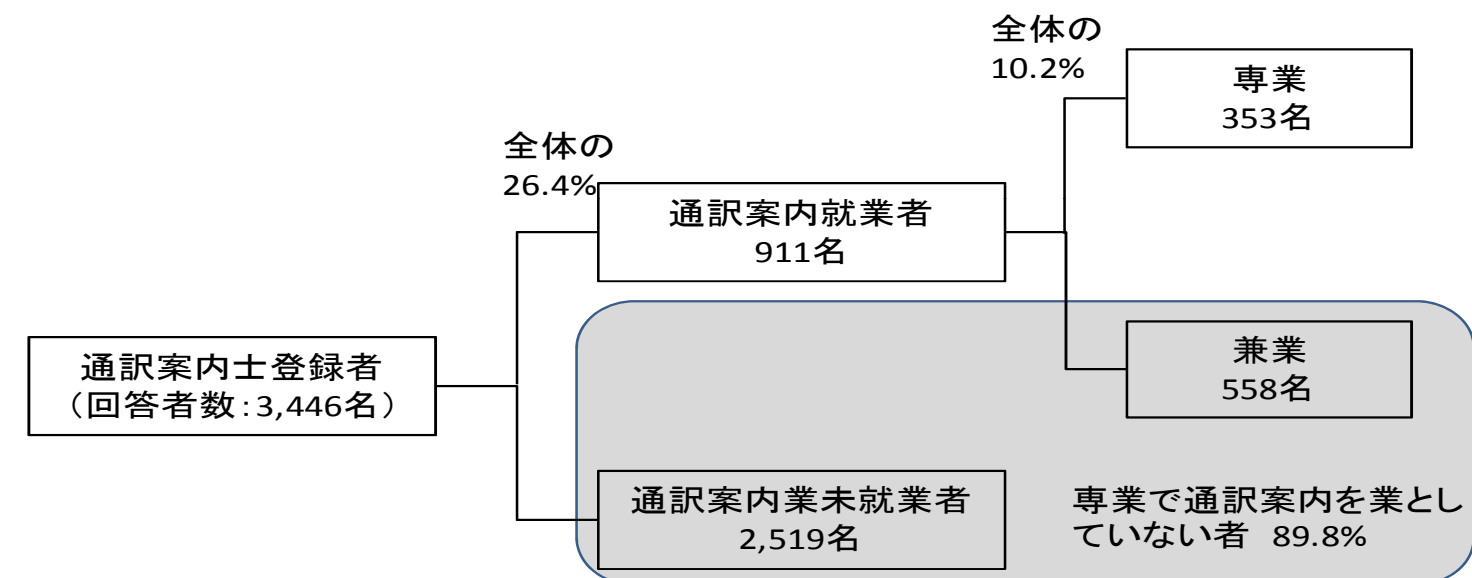 通訳案内士登録者
（回答者数：3,446名）
全体の
26.4%
通訳案内就業者
911名
全体の
10.2%
専業
353名
兼業
558名
通訳案内業未就業者
2,519名
専業で通訳案内を業とし
ていない者 89.8%